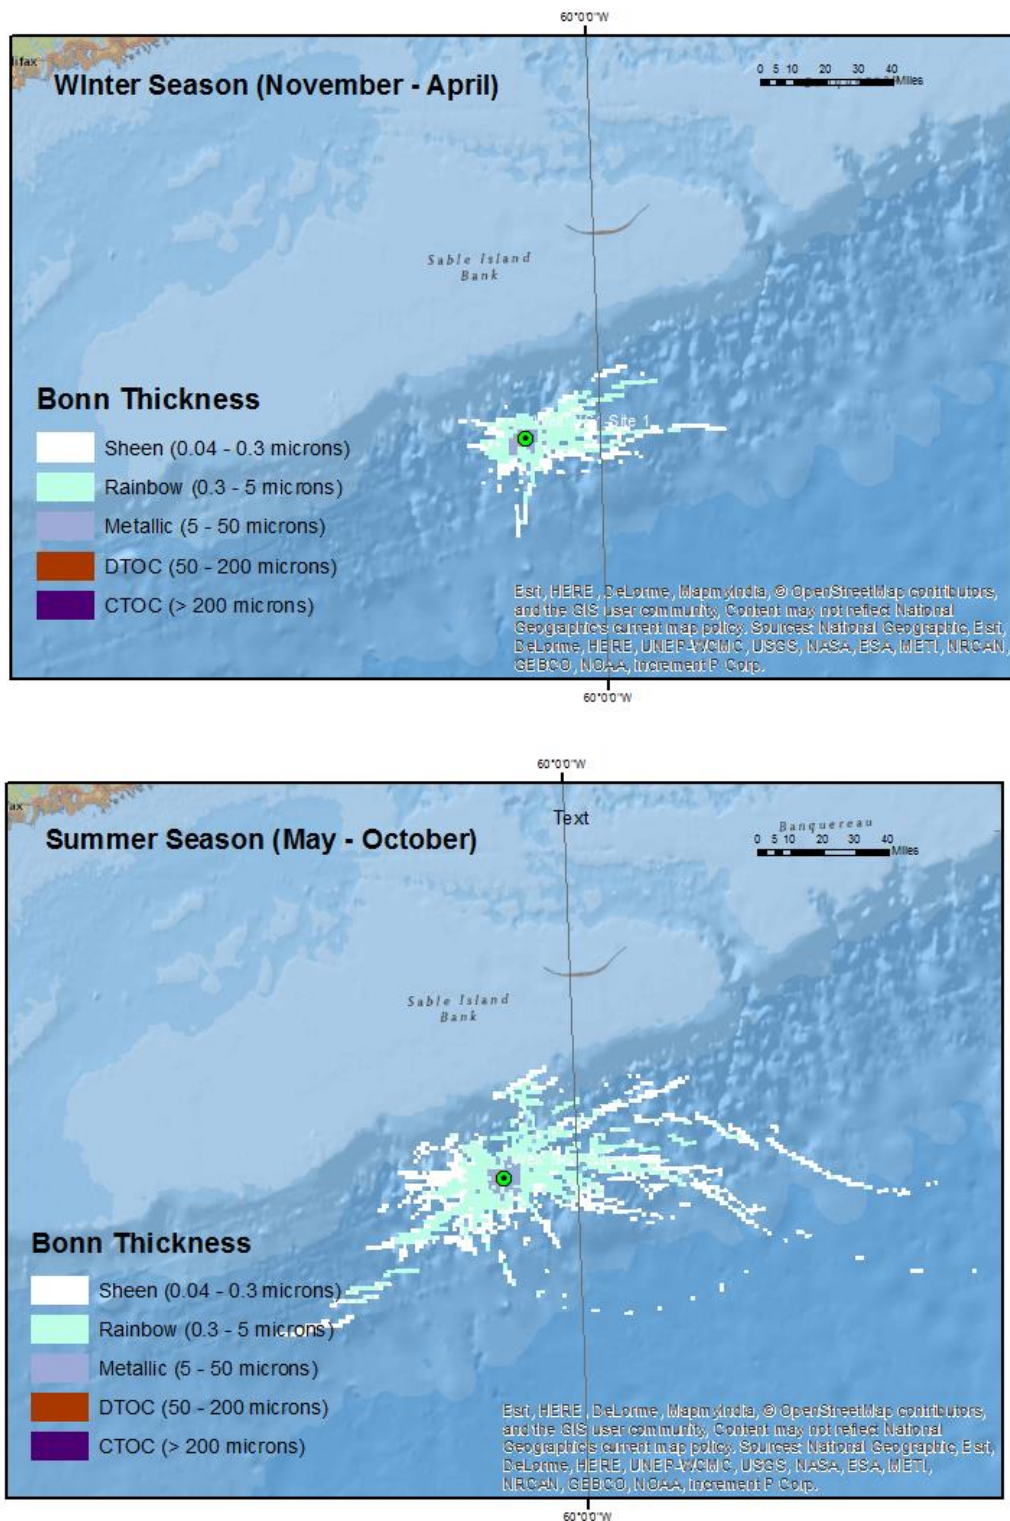 60°0'0"W
lifax
WInter Season (November - April)
0 5 10 20 30 40
Miles
Sable Island
Bank
Bonn Thickness
Site 1
Sheen (0.04 - 0.3 microns)
Rainbow (0.3 - 5 microns)
Metallic (5 - 50 microns)
DTOC (50 - 200 microns)
CTOC (> 200 microns)
Esri, HERE, DeLorme, MapmyIndia, © OpenStreetMap contributors,
and the GIS user community, Content may not reflect National
Geographic's current map policy. Sources: National Geographic, Esri,
DeLorme, HERE, UNEP-WCMC, USGS, NASA, ESA, METI, NRCAN,
GEBCO, NOAA, increment P Corp.
60°0'0"W
60°0'0"W
ax
Summer Season (May - October)
Text
Banquereau
0 5 10 20 30 40
Miles
Sable Island
Bank
Bonn Thickness
Sheen (0.04 - 0.3 microns)
Rainbow (0.3 - 5 microns)
Metallic (5 - 50 microns)
DTOC (50 - 200 microns)
CTOC (> 200 microns)
Esri, HERE, DeLorme, MapmyIndia, © OpenStreetMap contributors,
and the GIS user community, Content may not reflect National
Geographic's current map policy. Sources: National Geographic, Esri,
DeLorme, HERE, UNEP-WCMC, USGS, NASA, ESA, METI,
NRCAN, GEBCO, NOAA, increment P Corp.
60°0'0"W